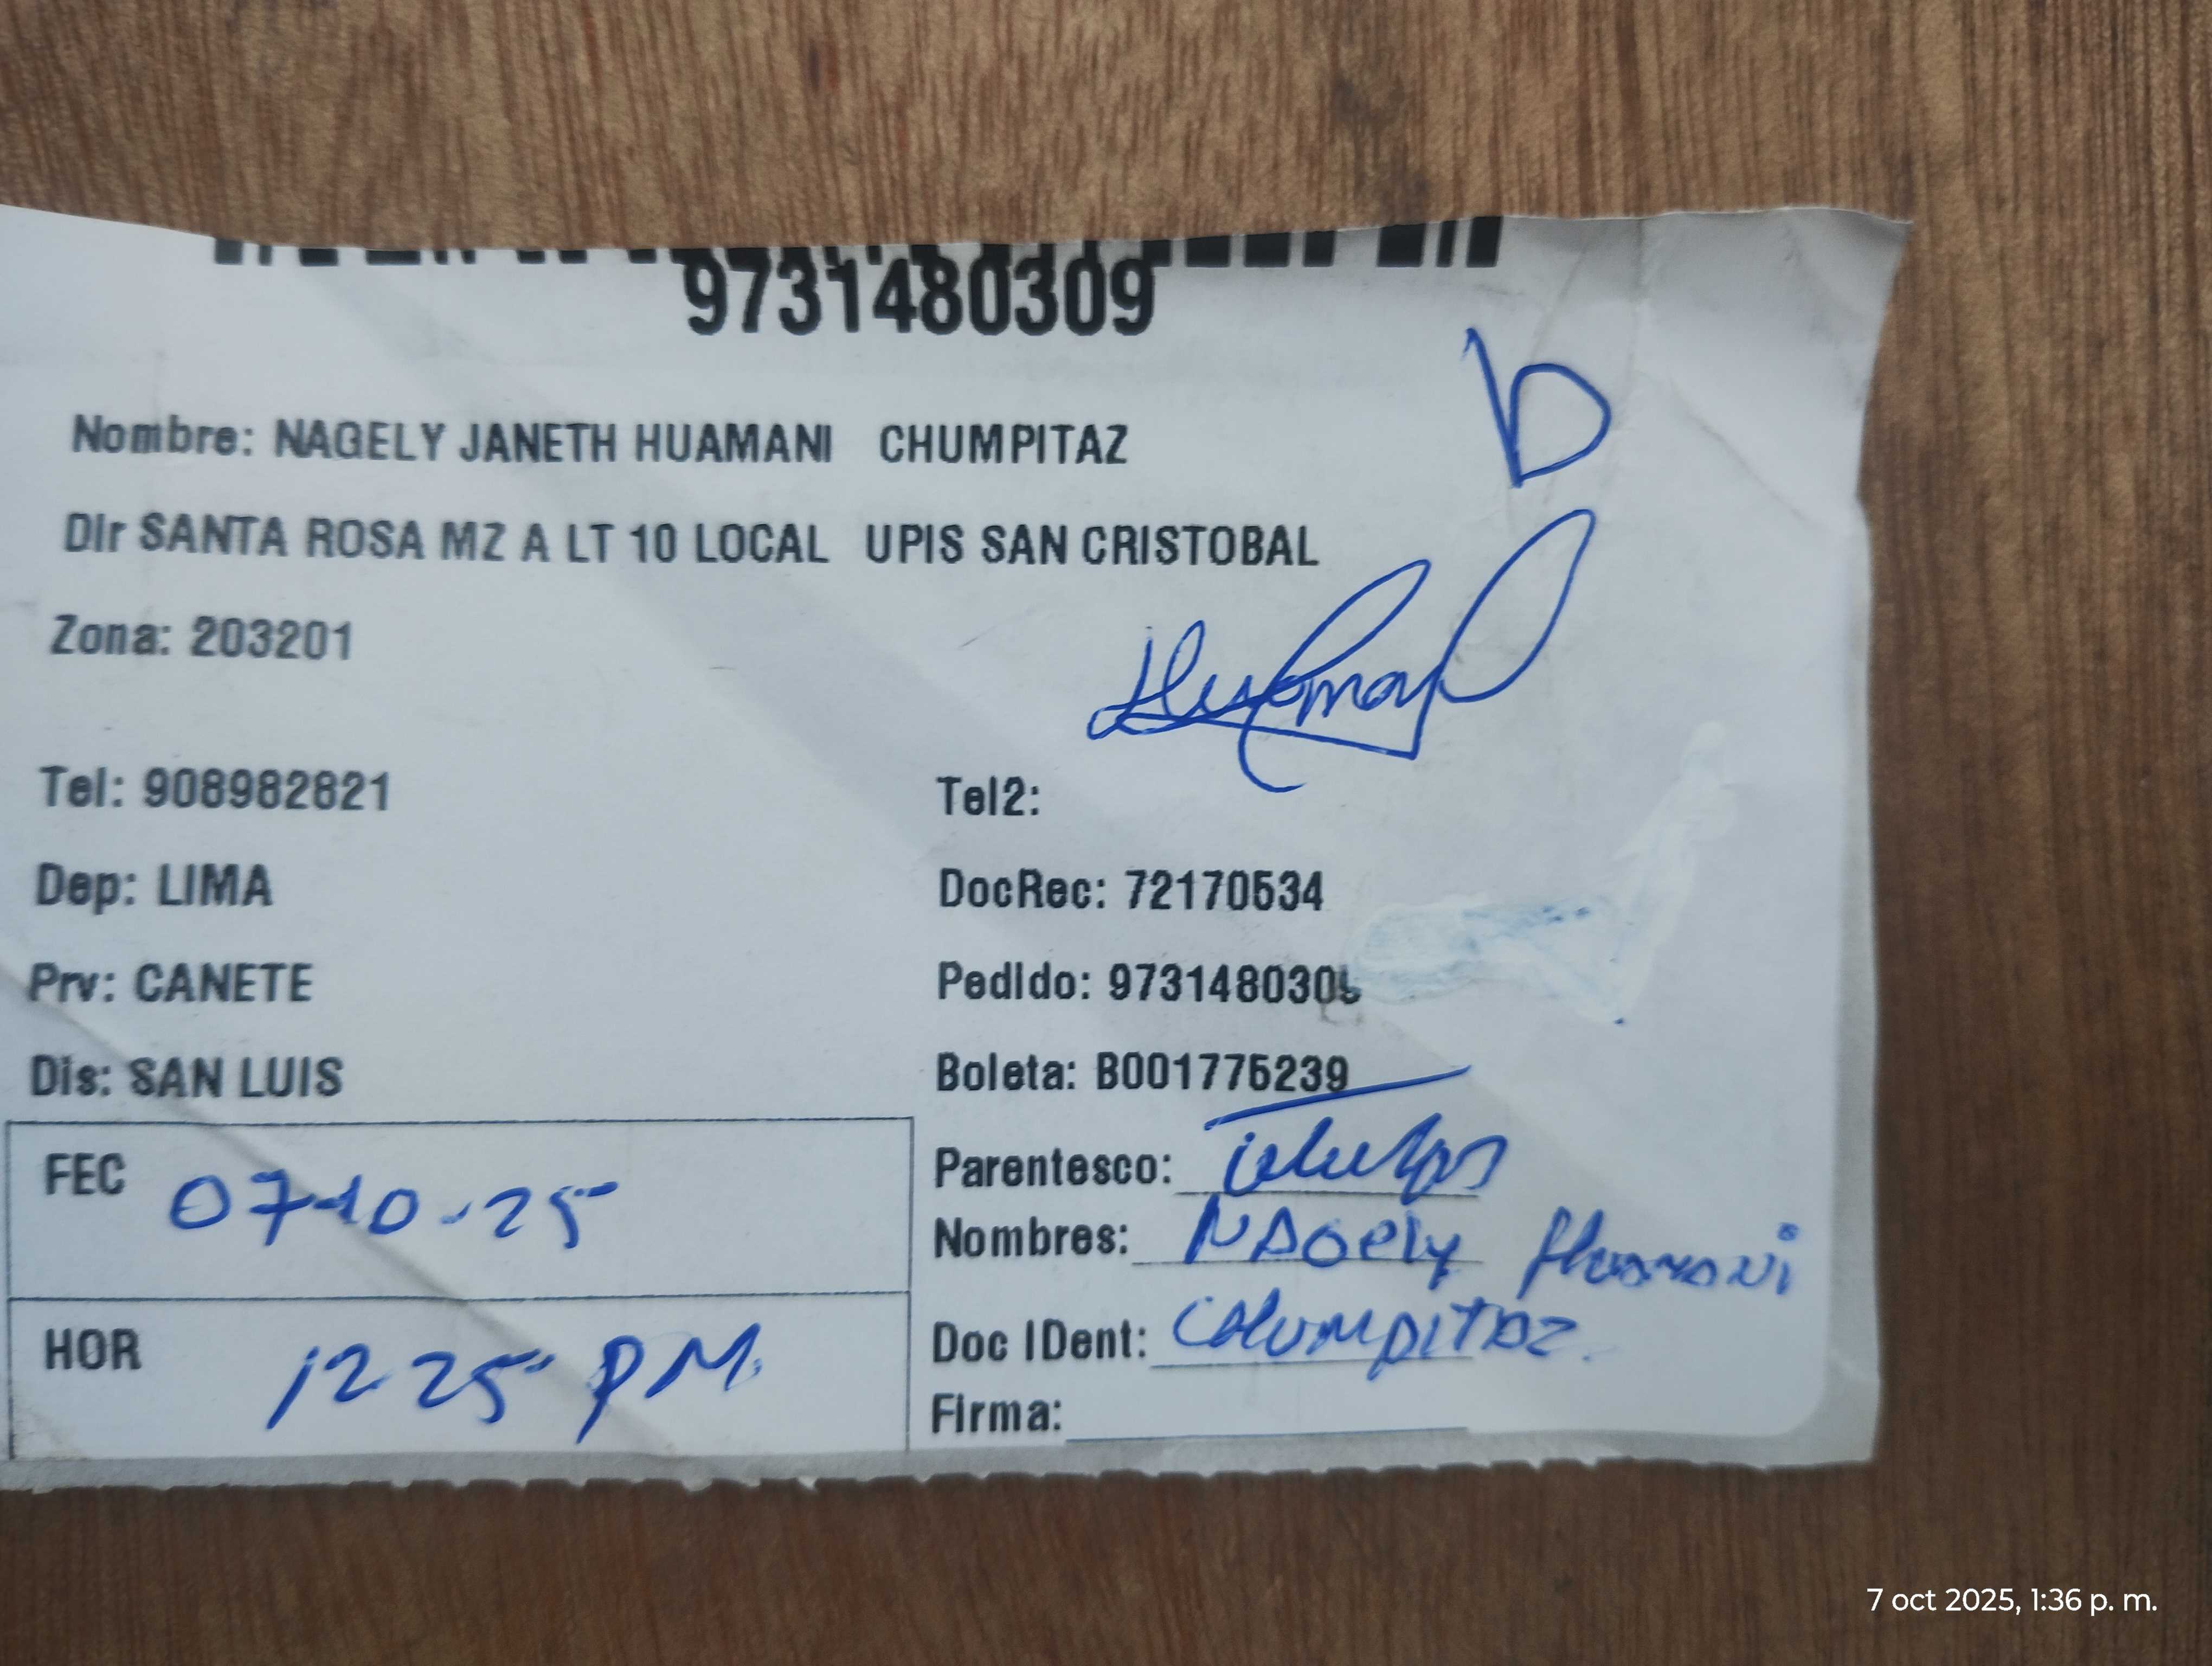 9731480309
b
Nombre: NAGELY JANETH HUAMANI CHUMPITAZ
Dir SANTA ROSA MZ A LT 10 LOCAL UPIS SAN CRISTOBAL
Zona: 203201
Tel: 908982821
Tel2:
Dep: LIMA
DocRec: 72170534
Prv: CANETE
Pedido: 9731480309
Dis: SAN LUIS
Boleta: B001775239
FEC 07-10-25
Parentesco:
Nombres: NAGely Huamani
HOR 12 25 PM.
Doc IDent: CHUMPITAZ.
Firma:
7 oct 2025, 1:36 p. m.